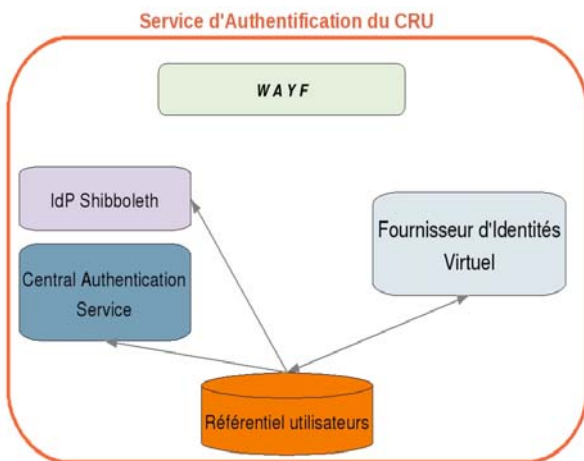 Service d'Authentification du CRU
WAYF
IdP Shibboleth
Central Authentication
Service
Fournisseur d'Identités
Virtuel
Référentiel utilisateurs